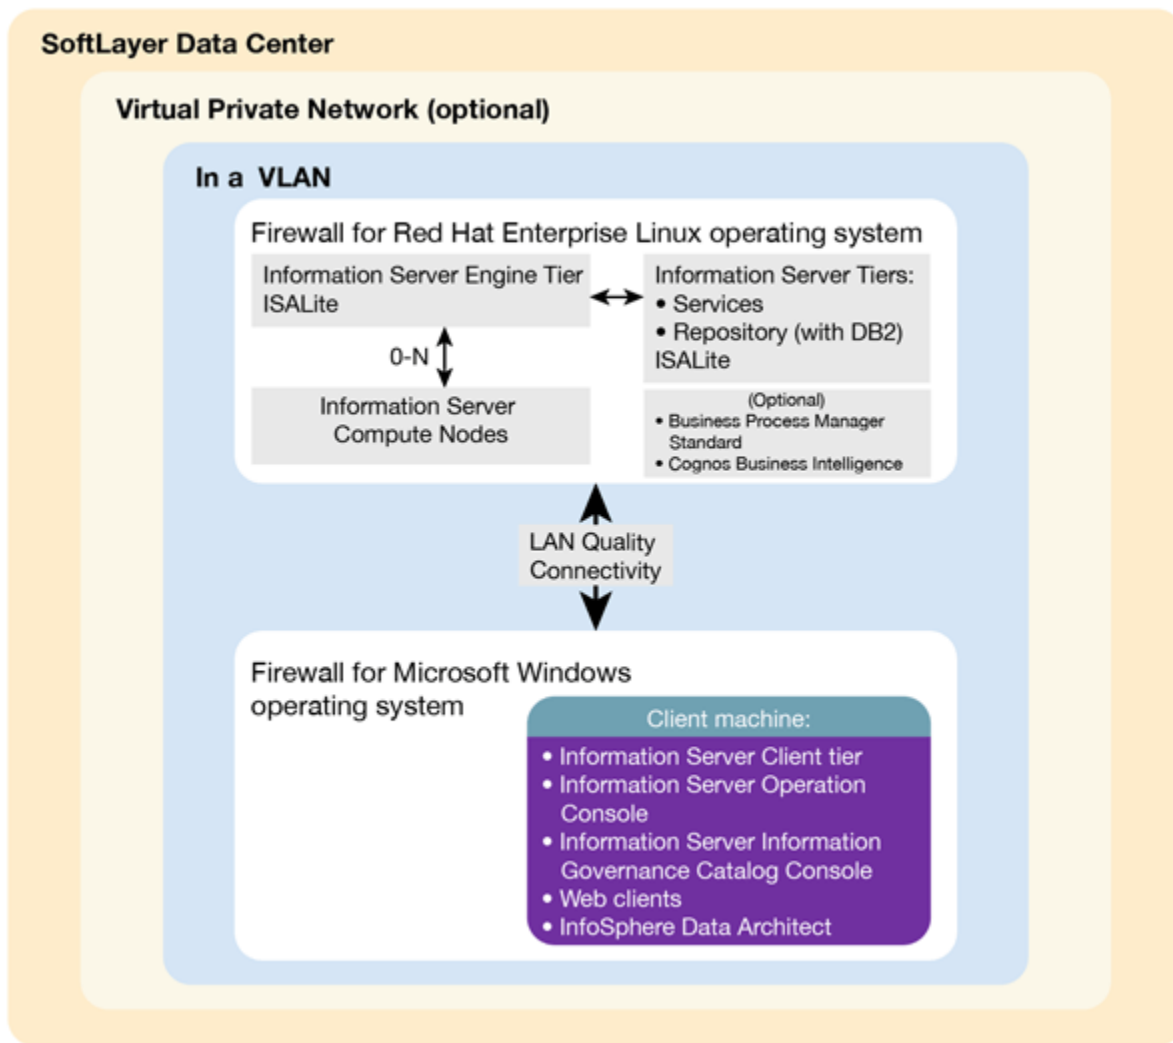 SoftLayer Data Center
Virtual Private Network (optional)
In a VLAN
Firewall for Red Hat Enterprise Linux operating system
Information Server Engine Tier
ISALite
0-N
Information Server
Compute Nodes
Information Server Tiers:
• Services
• Repository (with DB2)
ISALite
(Optional)
• Business Process Manager
Standard
• Cognos Business Intelligence
LAN Quality
Connectivity
Firewall for Microsoft Windows
operating system
Client machine:
• Information Server Client tier
• Information Server Operation
Console
• Information Server Information
Governance Catalog Console
• Web clients
• InfoSphere Data Architect